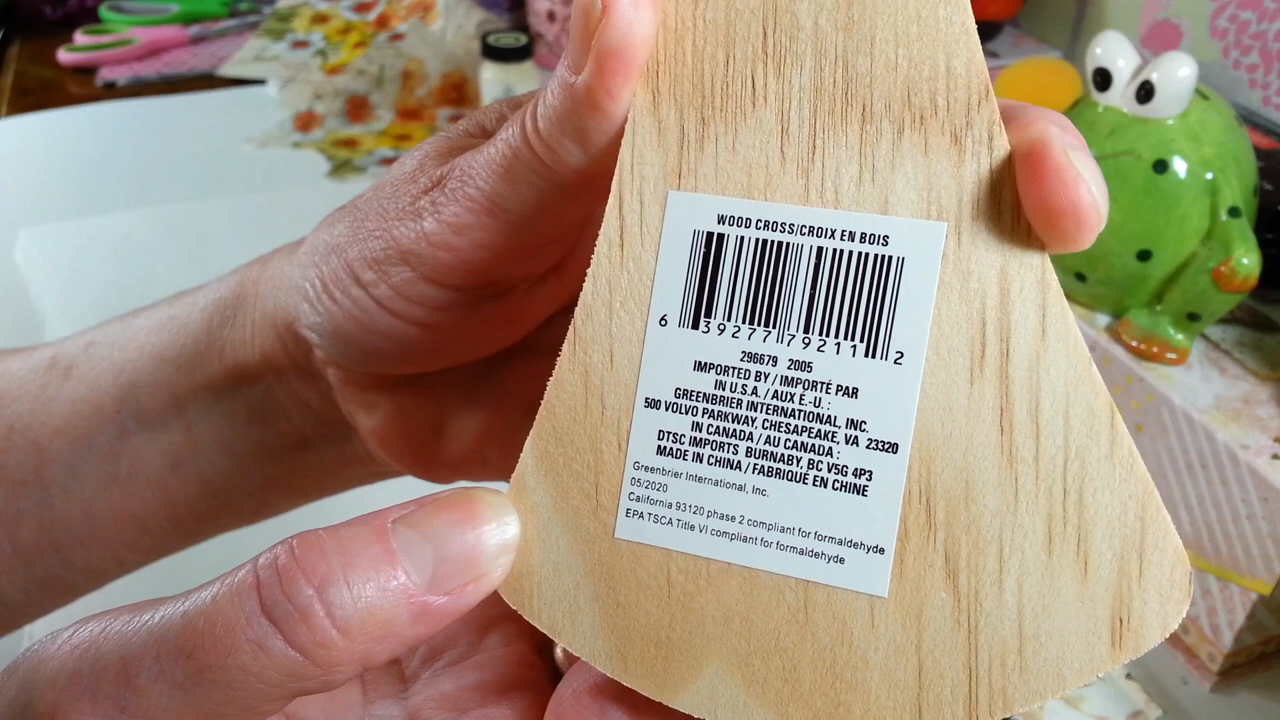 WOOD CROSS/CROIX EN BOIS
6 39277 79211 2
296679 2005
IMPORTED BY / IMPORTÉ PAR
IN U.S.A. / AUX É.-U. :
GREENBRIER INTERNATIONAL, INC.
500 VOLVO PARKWAY, CHESAPEAKE, VA 23320
IN CANADA / AU CANADA :
DTSC IMPORTS BURNABY, BC V5G 4P3
MADE IN CHINA / FABRIQUÉ EN CHINE
Greenbrier International, Inc.
05/2020
California 93120 phase 2 compliant for formaldehyde
EPA TSCA Title VI compliant for formaldehyde